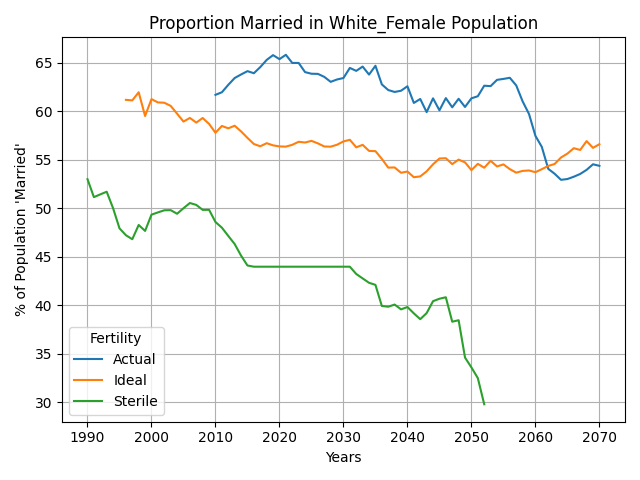 Proportion Married in White_Female Population
% of Population 'Married'
65
60
55
50
45
40
35
30
Fertility
Actual
Ideal
Sterile
1990 2000 2010 2020 2030 2040 2050 2060 2070
Years